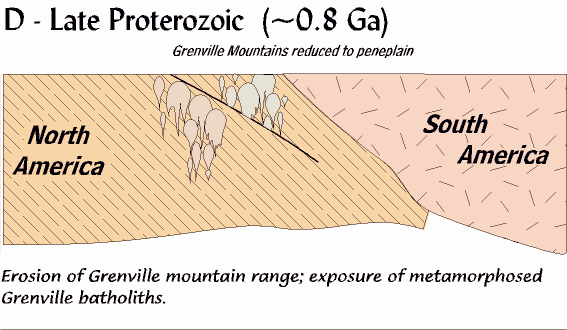 D - Late Proterozoic (~0.8 Ga)
Grenville Mountains reduced to peneplain
North
America
South
America
Erosion of Grenville mountain range; exposure of metamorphosed
Grenville batholiths.